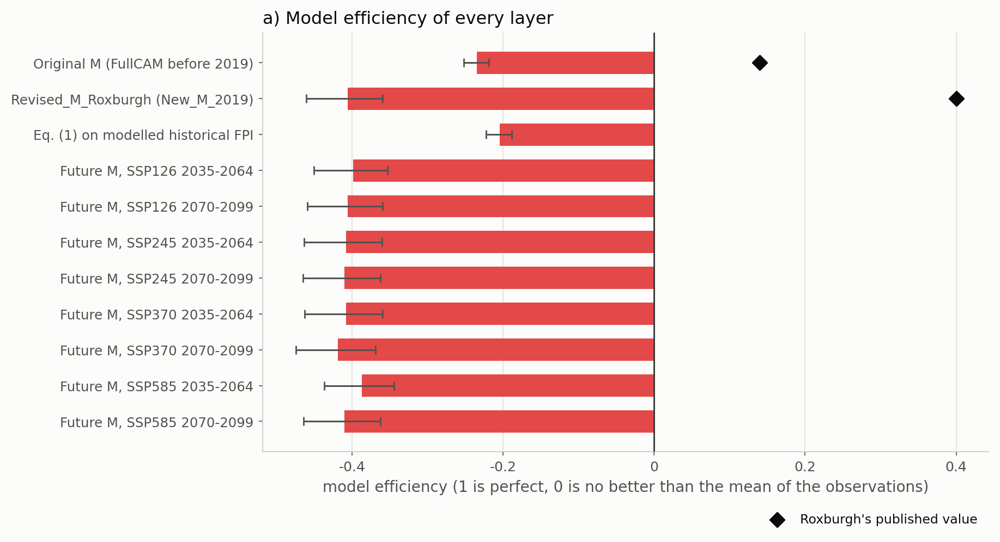 a) Model efficiency of every layer
Original M (FullCAM before 2019)
Revised_M_Roxburgh (New_M_2019)
Eq. (1) on modelled historical FPI
Future M, SSP126 2035-2064
Future M, SSP126 2070-2099
Future M, SSP245 2035-2064
Future M, SSP245 2070-2099
Future M, SSP370 2035-2064
Future M, SSP370 2070-2099
Future M, SSP585 2035-2064
Future M, SSP585 2070-2099
-0.4 -0.2 0 0.2 0.4
model efficiency (1 is perfect, 0 is no better than the mean of the observations)
Roxburgh's published value